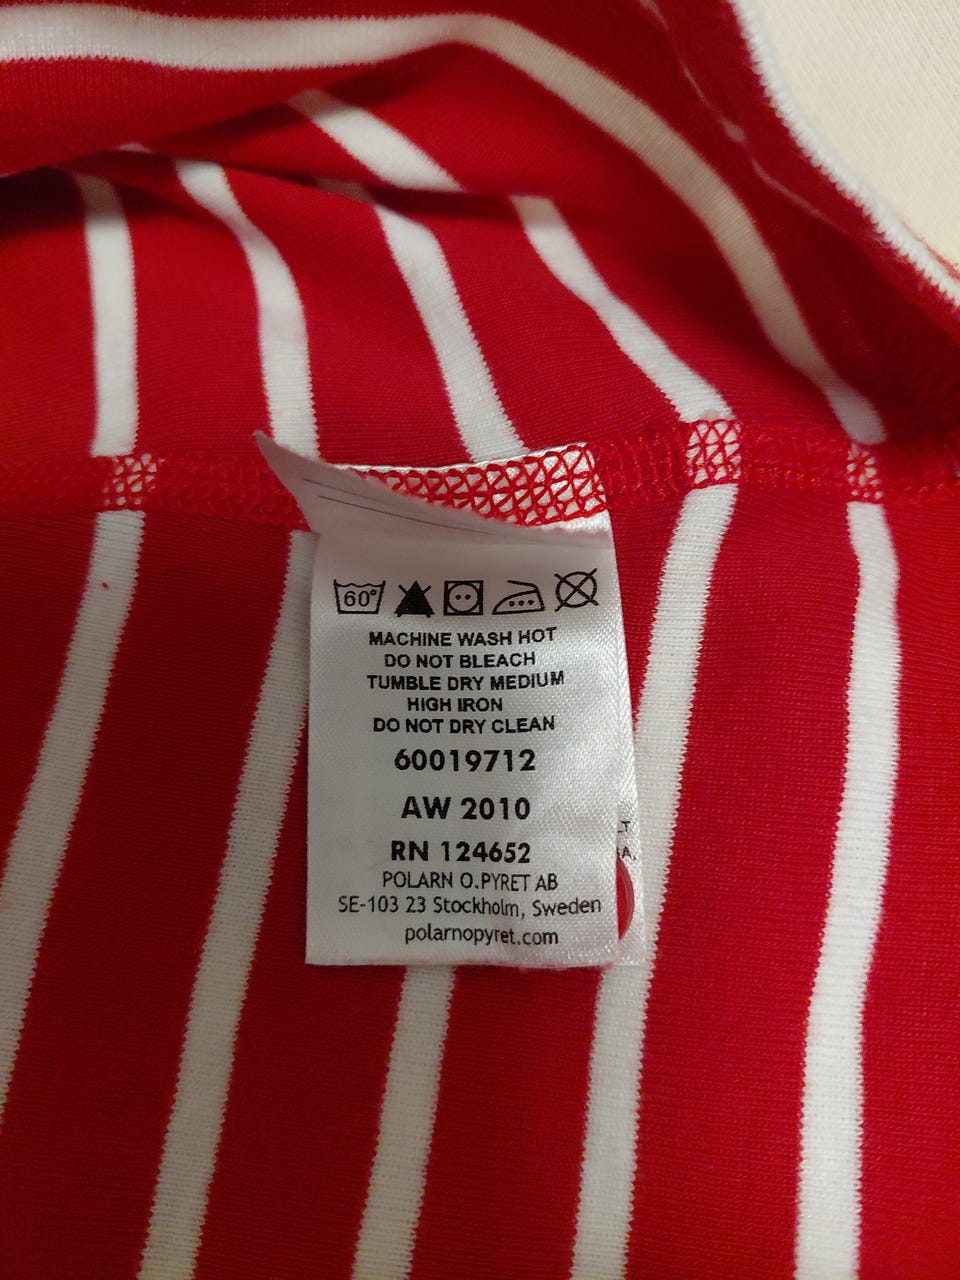 60°
MACHINE WASH HOT
DO NOT BLEACH
TUMBLE DRY MEDIUM
HIGH IRON
DO NOT DRY CLEAN
60019712
AW 2010
RN 124652
POLARN O.PYRET AB
SE-103 23 Stockholm, Sweden
polarnopyret.com